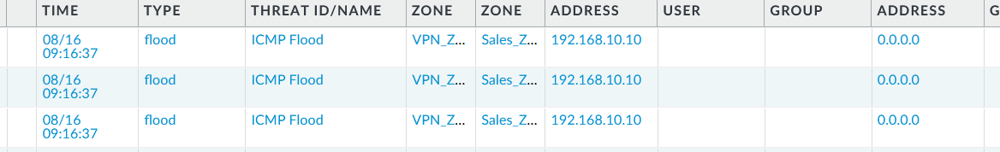 TIME TYPE THREAT ID/NAME ZONE ZONE ADDRESS USER GROUP ADDRESS G
08/16 09:16:37 flood ICMP Flood VPN_Z... Sales_Z... 192.168.10.10 0.0.0.0
08/16 09:16:37 flood ICMP Flood VPN_Z... Sales_Z... 192.168.10.10 0.0.0.0
08/16 09:16:37 flood ICMP Flood VPN_Z... Sales_Z... 192.168.10.10 0.0.0.0